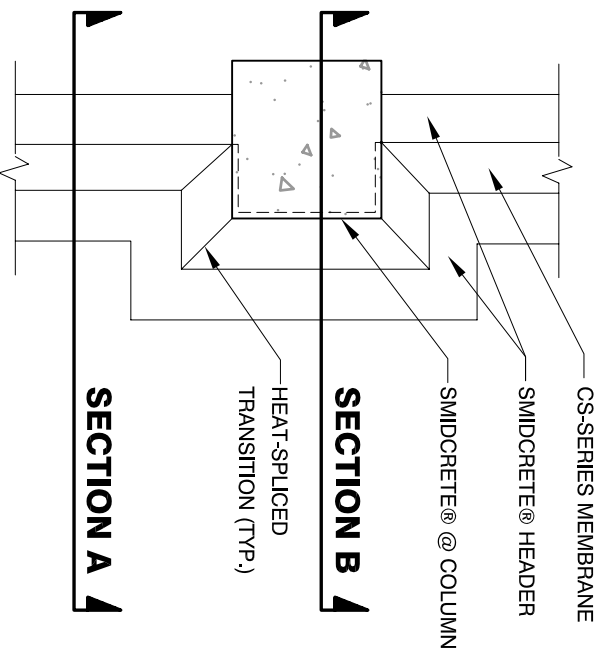 CS-SERIES MEMBRANE
SMIDCRETE® HEADER
SMIDCRETE® @ COLUMN
SECTION B
HEAT-SPLICED
TRANSITION (TYP.)
SECTION A